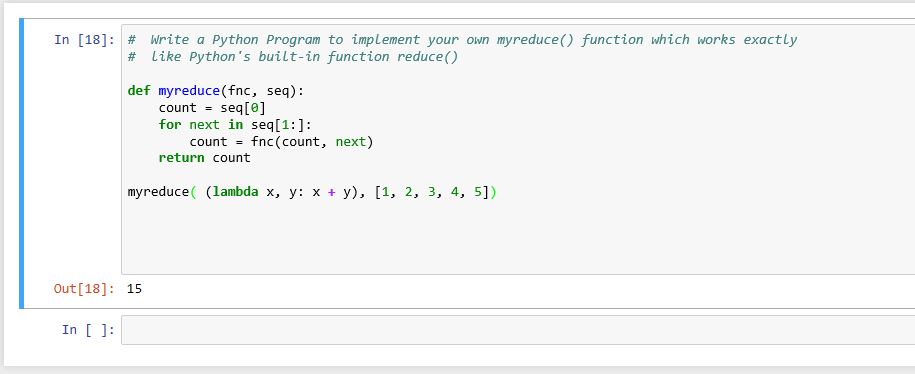 In [18]: #  Write a Python Program to implement your own myreduce() function which works exactly
#  like Python's built-in function reduce()
def myreduce(fnc, seq):
    count = seq[0]
    for next in seq[1:]:
        count = fnc(count, next)
    return count
myreduce( (lambda x, y: x + y), [1, 2, 3, 4, 5])
Out[18]: 15
In [ ]: